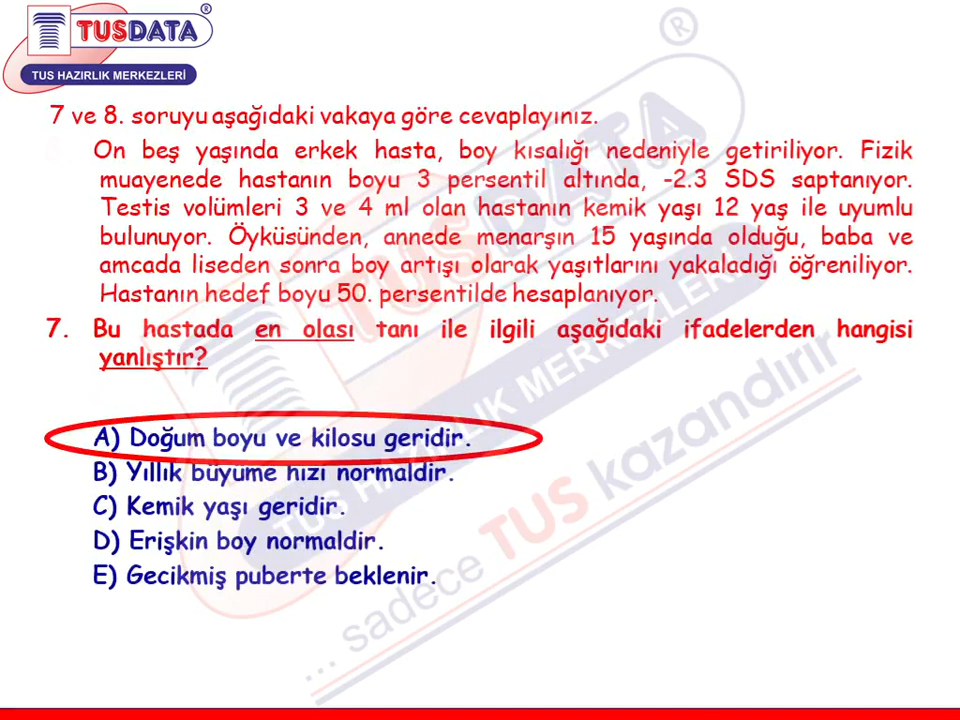 TUSDATA®
TUS HAZIRLIK MERKEZLERİ
7 ve 8. soruyu aşağıdaki vakaya göre cevaplayınız.
On beş yaşında erkek hasta, boy kısalığı nedeniyle getiriliyor. Fizik
muayenede hastanın boyu 3 persentil altında, -2.3 SDS saptanıyor.
Testis volümleri 3 ve 4 ml olan hastanın kemik yaşı 12 yaş ile uyumlu
bulunuyor. Öyküsünden, annede menarşın 15 yaşında olduğu, baba ve
amcada liseden sonra boy artışı olarak yaşıtlarını yakaladığı öğreniliyor.
Hastanın hedef boyu 50. persentilde hesaplanıyor.
7. Bu hastada en olası tanı ile ilgili aşağıdaki ifadelerden hangisi
yanlıştır?
A) Doğum boyu ve kilosu geridir.
B) Yıllık büyüme hızı normaldir.
C) Kemik yaşı geridir.
D) Erişkin boy normaldir.
E) Gecikmiş puberte beklenir.
TUSDATA®
TUS HAZIRLIK MERKEZLERİ
... sadece TUS kazandırır